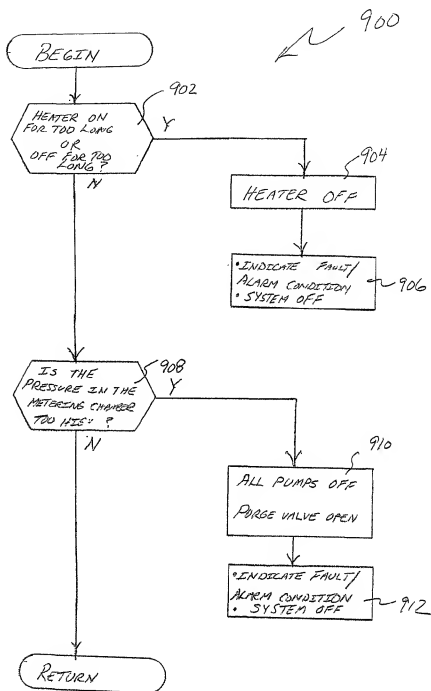 900
BEGIN
902
HEATER ON
FOR TOO LONG
OR
OFF FOR TOO
LONG?
Y
N
904
HEATER OFF
•INDICATE FAULT/
ALARM CONDITION
• SYSTEM OFF
906
IS THE
PRESSURE IN THE
METERING CHAMBER
TOO HIGH?
908
Y
N
910
ALL PUMPS OFF
PURGE VALVE OPEN
•INDICATE FAULT/
ALARM CONDITION
• SYSTEM OFF
912
RETURN